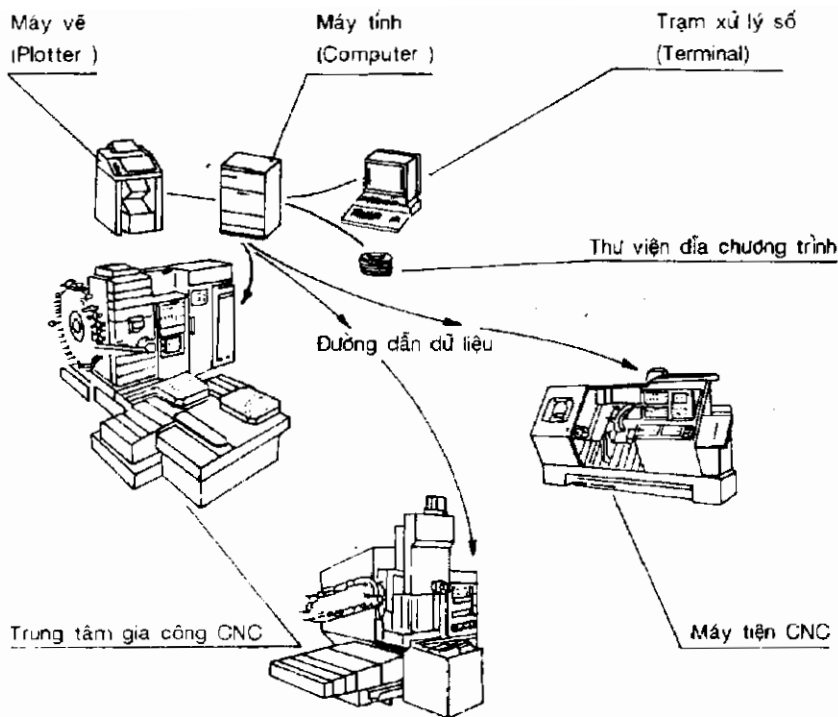 Máy vẽ
(Plotter )
Máy tính
(Computer )
Trạm xử lý số
(Terminal)
Thư viện đĩa chương trình
Đường dẫn dữ liệu
Trung tâm gia công CNC
Máy tiện CNC